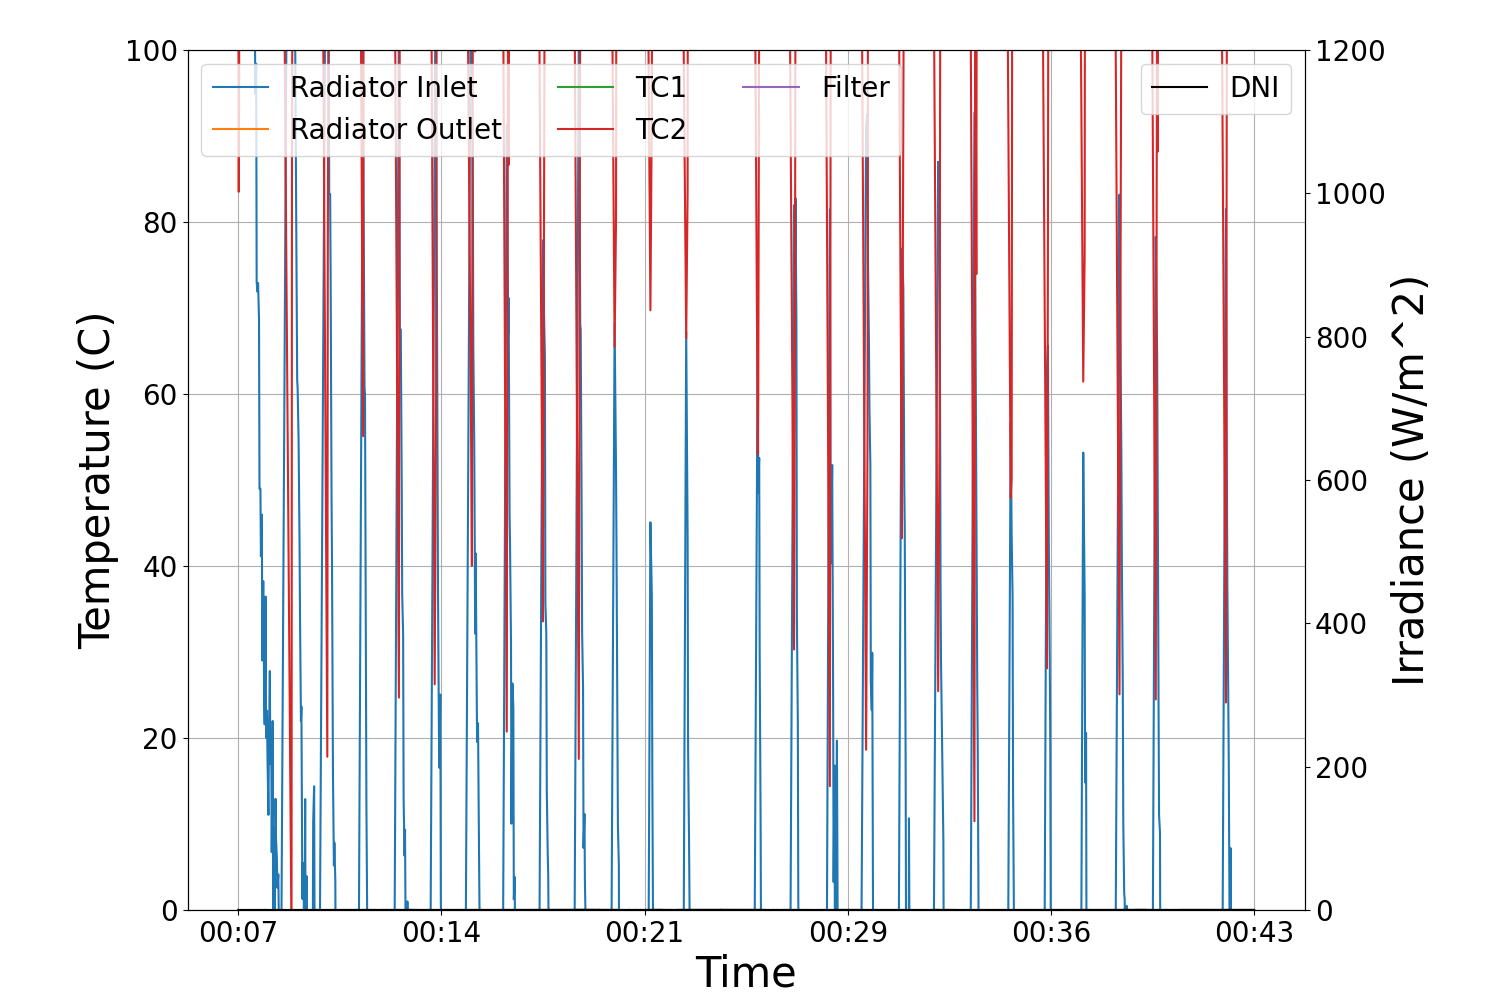 100
80
60
40
20
0
Temperature (C)
Radiator Inlet
Radiator Outlet
TC1
TC2
Filter
DNI
1200
1000
800
600
400
200
0
Irradiance (W/m^2)
00:07 00:14 00:21 00:29 00:36 00:43
Time